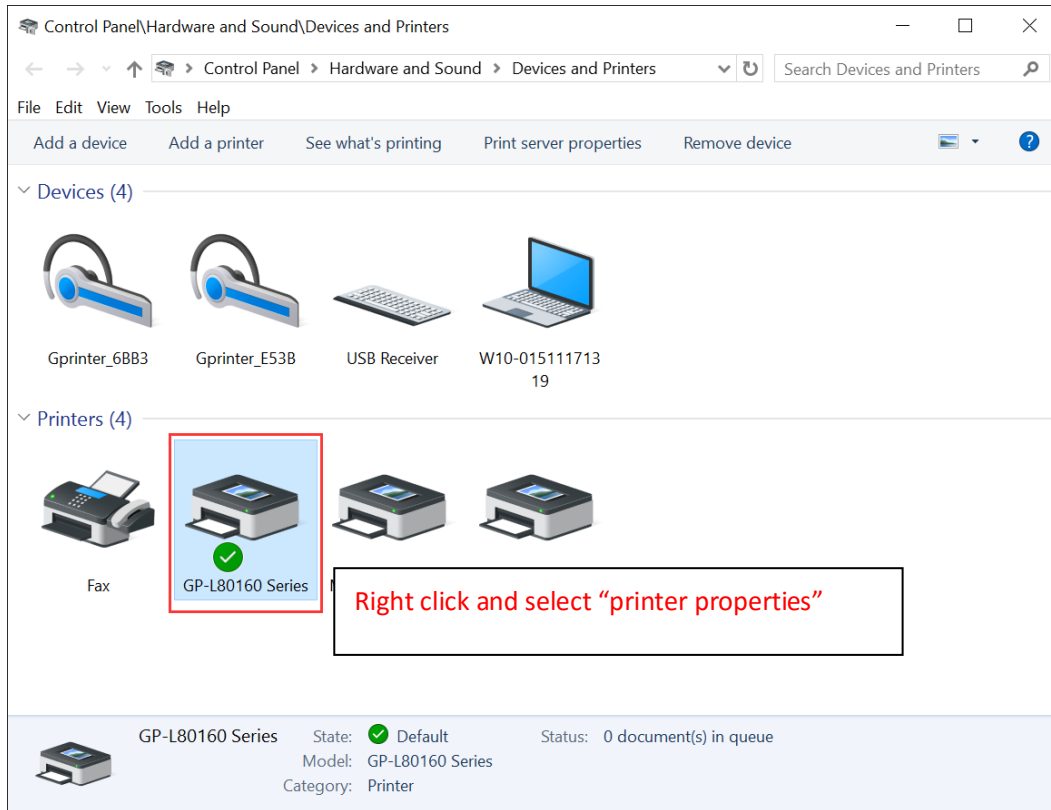 Control Panel\Hardware and Sound\Devices and Printers
Control Panel > Hardware and Sound > Devices and Printers
Search Devices and Printers
File Edit View Tools Help
Add a device Add a printer See what's printing Print server properties Remove device
?
Devices (4)
Gprinter_6BB3 Gprinter_E53B USB Receiver W10-015111713
19
Printers (4)
Fax GP-L80160 Series
Right click and select “printer properties”
GP-L80160 Series State: Default Status: 0 document(s) in queue
Model: GP-L80160 Series
Category: Printer